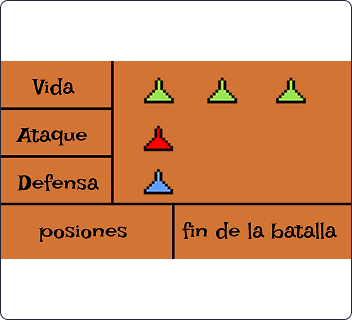 Vida
Ataque
Defensa
posiones
fin de la batalla